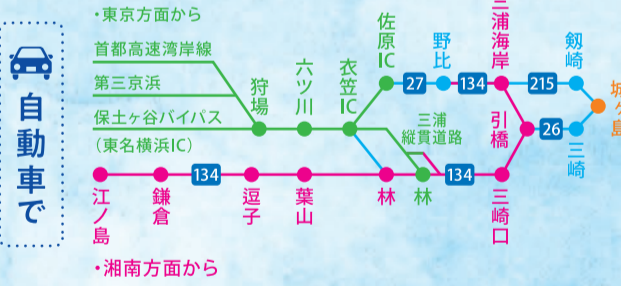 自動車で
・東京方面から
首都高速湾岸線
第三京浜
保土ヶ谷バイパス
(東名横浜IC)
狩場
六ツ川
衣笠IC
佐原IC
27
野比
134
三浦海岸
215
剱崎
城ヶ島
引橋
26
三崎
三浦
縦貫道路
江ノ島
鎌倉
134
逗子
葉山
林
林
134
三崎口
・湘南方面から